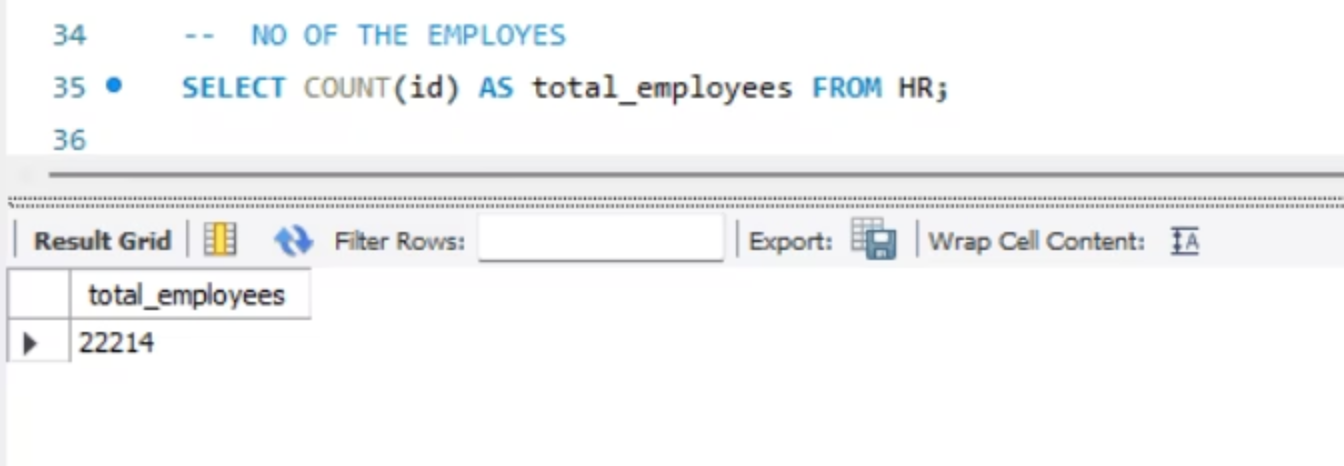 34 -- NO OF THE EMPLOYES
35 SELECT COUNT(id) AS total_employees FROM HR;
36
Result Grid Filter Rows: Export: Wrap Cell Content: A
total_employees
22214